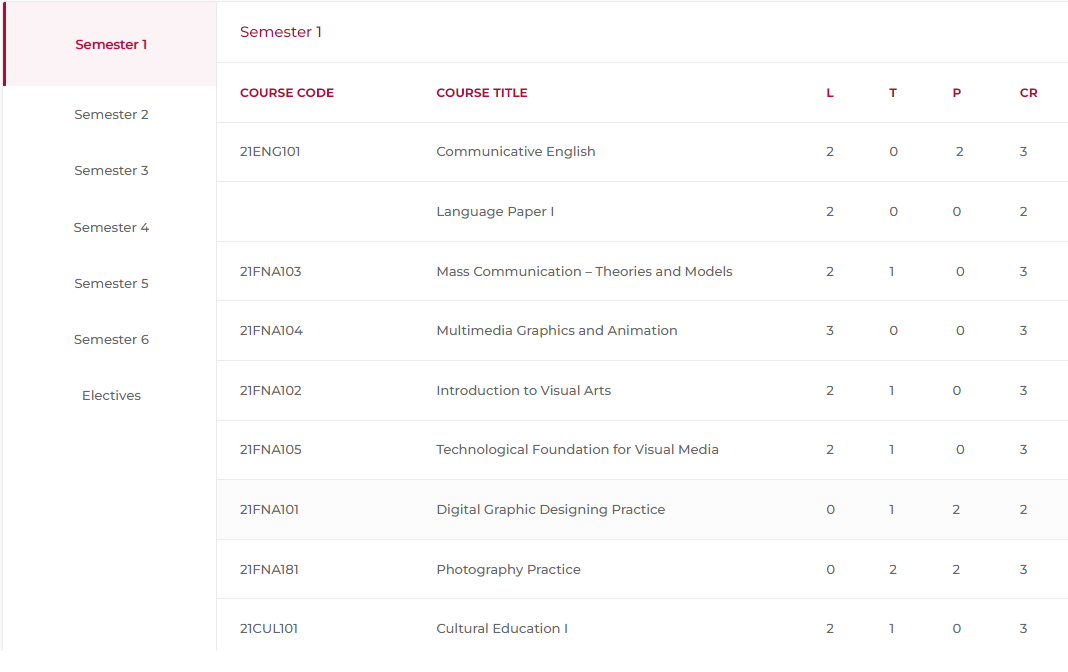 Semester 1
Semester 2
Semester 3
Semester 4
Semester 5
Semester 6
Electives
Semester 1
COURSE CODE COURSE TITLE L T P CR
21ENG101 Communicative English 2 0 2 3
Language Paper I 2 0 0 2
21FNA103 Mass Communication – Theories and Models 2 1 0 3
21FNA104 Multimedia Graphics and Animation 3 0 0 3
21FNA102 Introduction to Visual Arts 2 1 0 3
21FNA105 Technological Foundation for Visual Media 2 1 0 3
21FNA101 Digital Graphic Designing Practice 0 1 2 2
21FNA181 Photography Practice 0 2 2 3
21CUL101 Cultural Education I 2 1 0 3